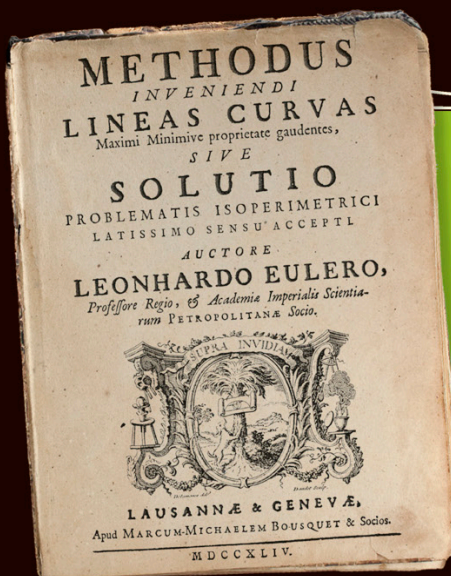 METHODUS
INVENIENDI
LINEAS CURVAS
Maximi Minimive proprietate gaudentes,
SIVE
SOLUTIO
PROBLEMATIS ISOPERIMETRICI
LATISSIMO SENSU ACCEPTI.
AUCTORE
LEONHARDO EULERO,
Professore Regio, & Academiæ Imperialis Scientia-
rum PETROPOLITANÆ Socio.
SUPRA INVIDIAM
LAUSANNÆ & GENEVÆ,
Apud MARCUM-MICHAELEM BOUSQUET & Socios.
MDCCXLIV.